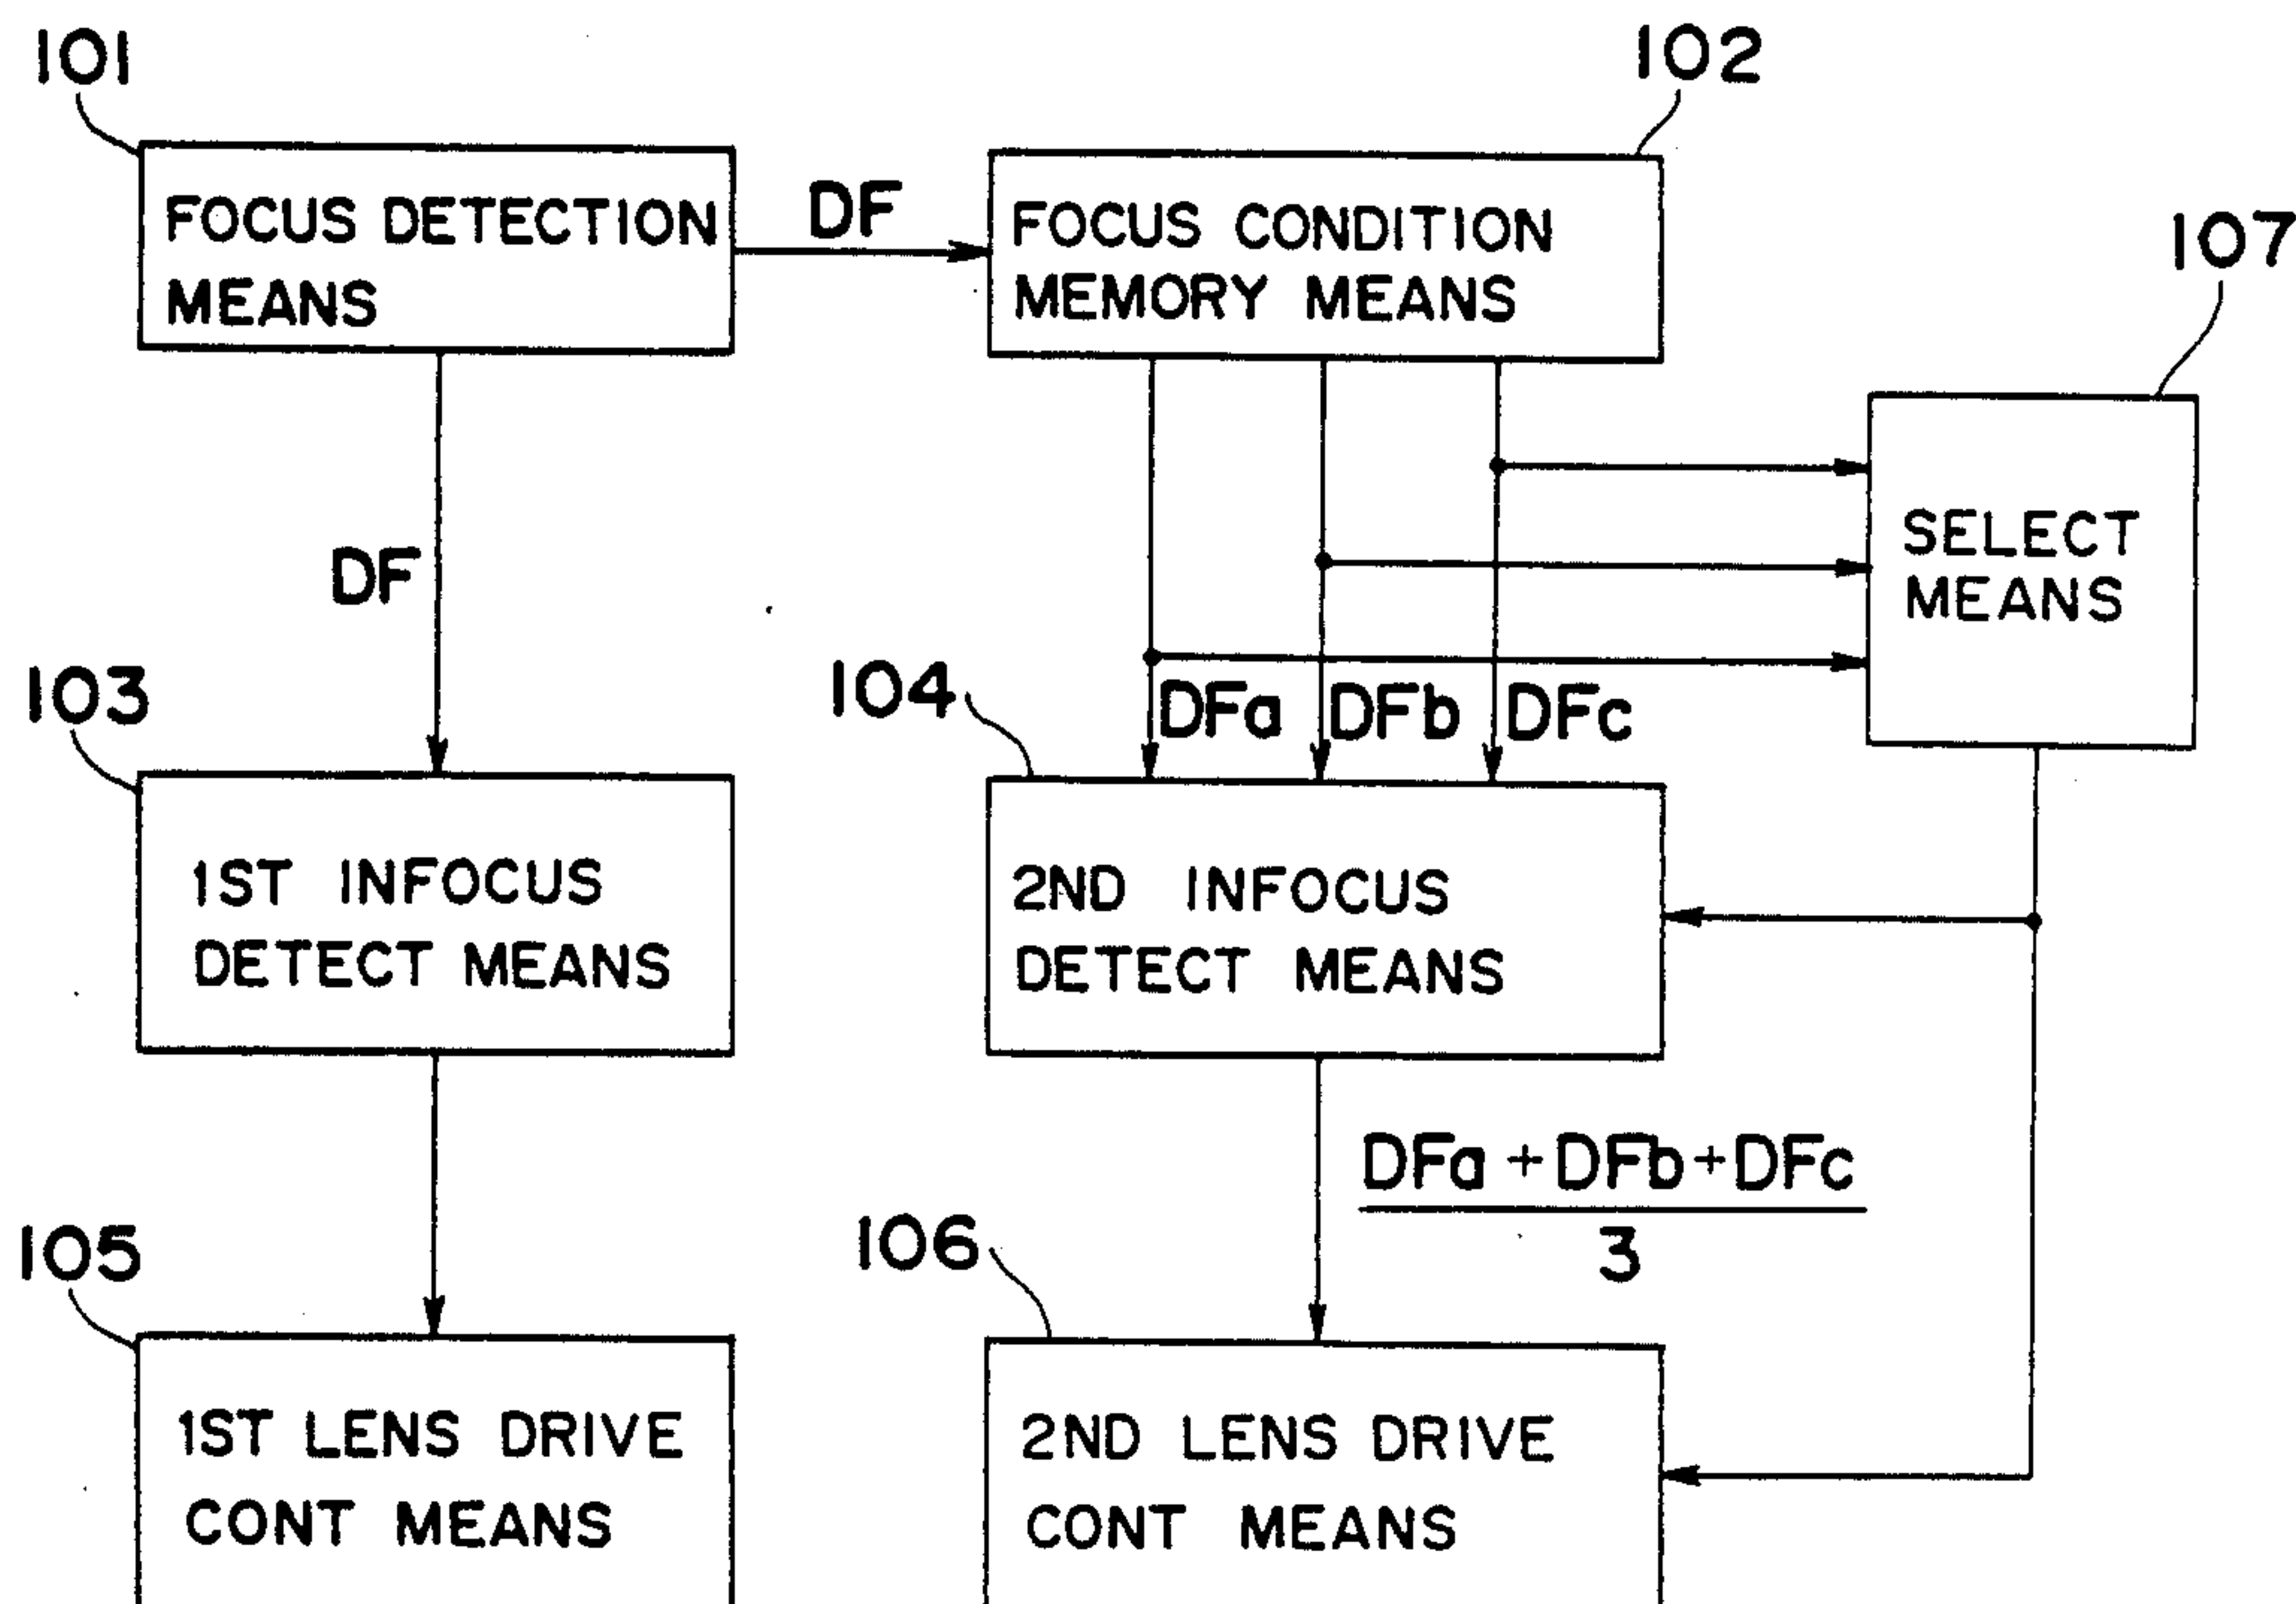 101
102
FOCUS DETECTION
MEANS
DF
FOCUS CONDITION
MEMORY MEANS
107
SELECT
MEANS
DF
103
104
DFa DFb DFc
1ST INFOCUS
DETECT MEANS
2ND INFOCUS
DETECT MEANS
DFa + DFb + DFc
3
105
106
1ST LENS DRIVE
CONT MEANS
2ND LENS DRIVE
CONT MEANS